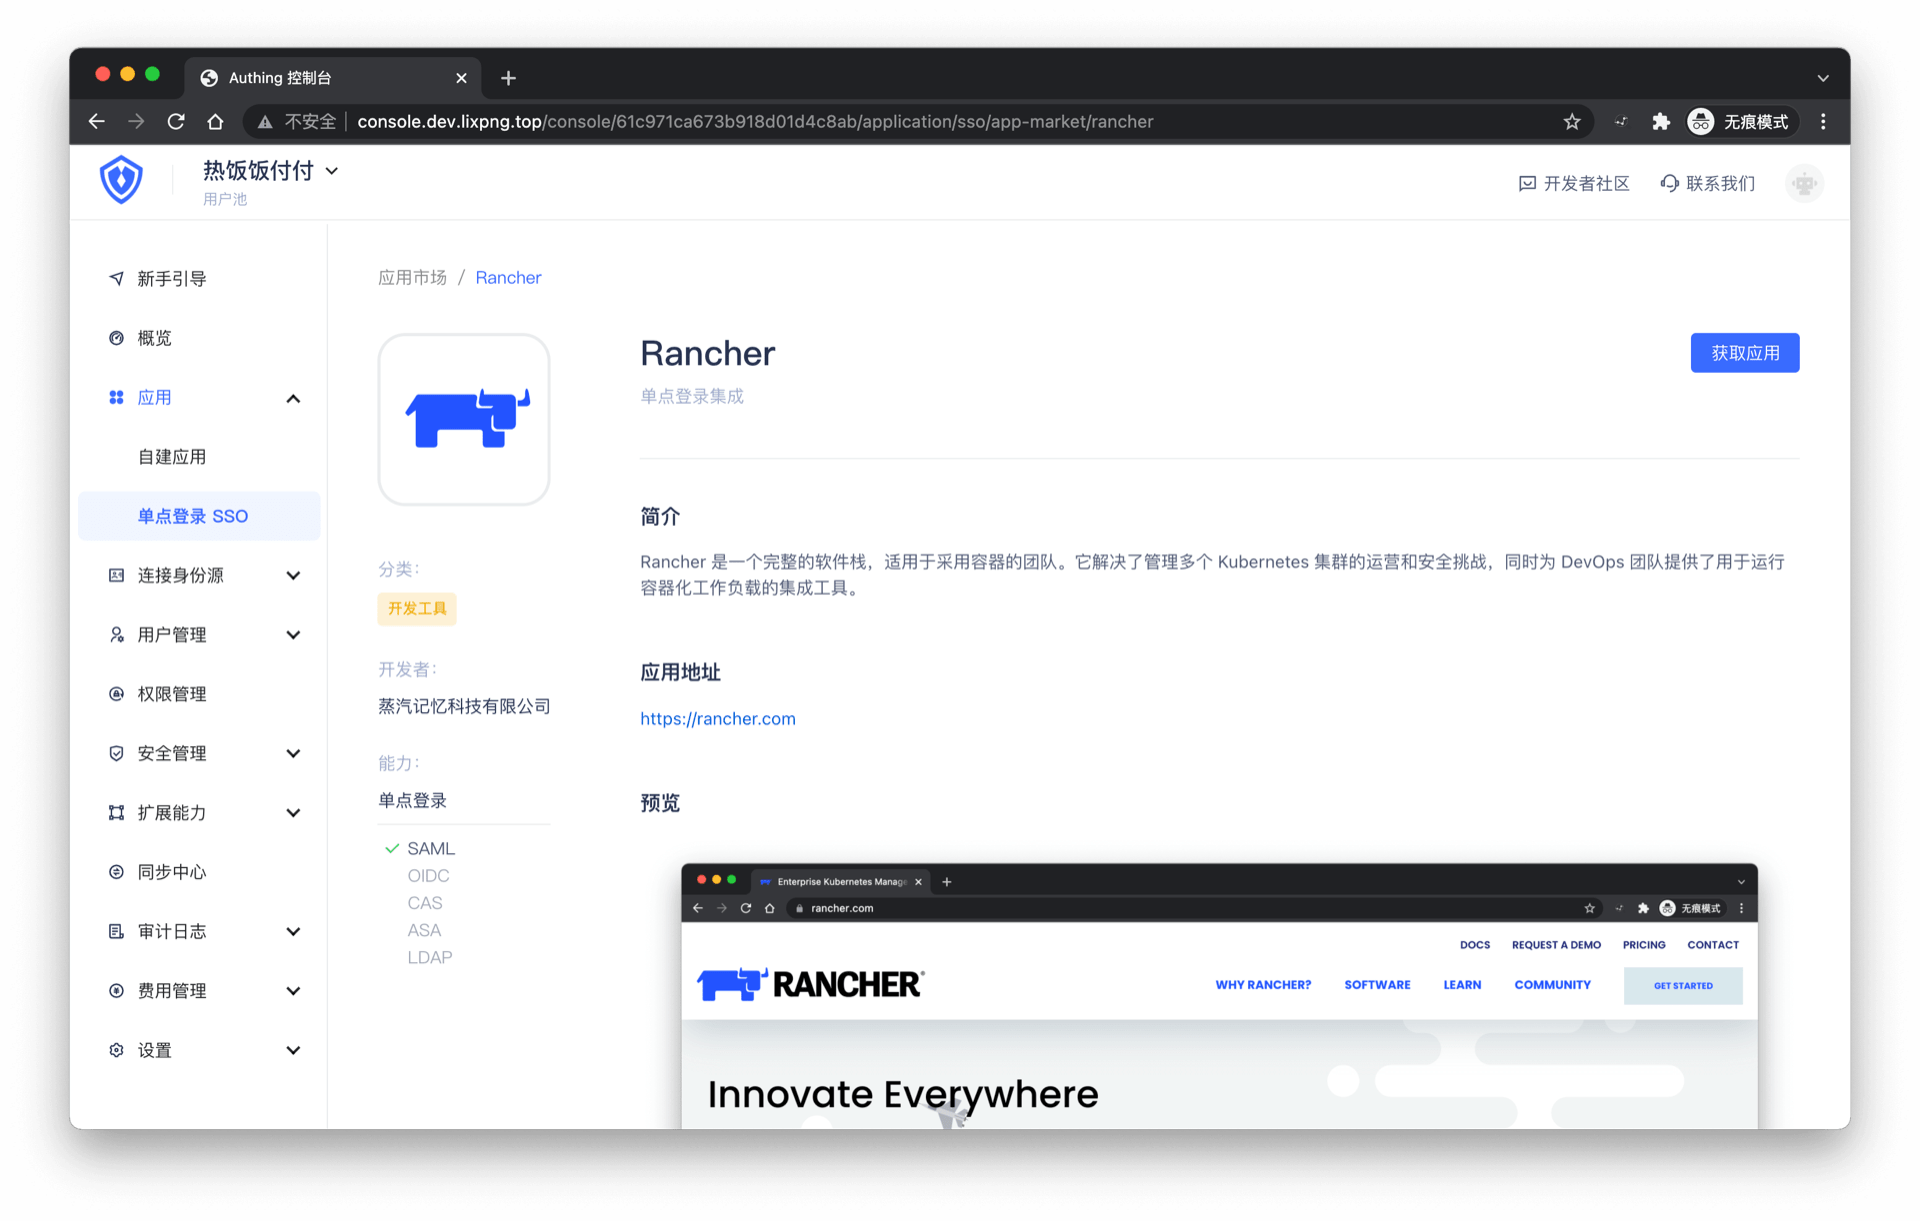 Authing 控制台
不安全
console.dev.lixpng.top/console/61c971ca673b918d01d4c8ab/application/sso/app-market/rancher
无痕模式
热饭饭付付
用户池
开发者社区
联系我们
新手引导
概览
应用
自建应用
单点登录 SSO
连接身份源
用户管理
权限管理
安全管理
扩展能力
同步中心
审计日志
费用管理
设置
应用市场 / Rancher
分类：
开发工具
开发者：
蒸汽记忆科技有限公司
能力：
单点登录
SAML
OIDC
CAS
ASA
LDAP
Rancher
单点登录集成
获取应用
简介
Rancher 是一个完整的软件栈，适用于采用容器的团队。它解决了管理多个 Kubernetes 集群的运营和安全挑战，同时为 DevOps 团队提供了用于运行
容器化工作负载的集成工具。
应用地址
https://rancher.com
预览
Enterprise Kubernetes Manage
rancher.com
无痕模式
DOCS REQUEST A DEMO PRICING CONTACT
RANCHER®
WHY RANCHER? SOFTWARE LEARN COMMUNITY GET STARTED
Innovate Everywhere